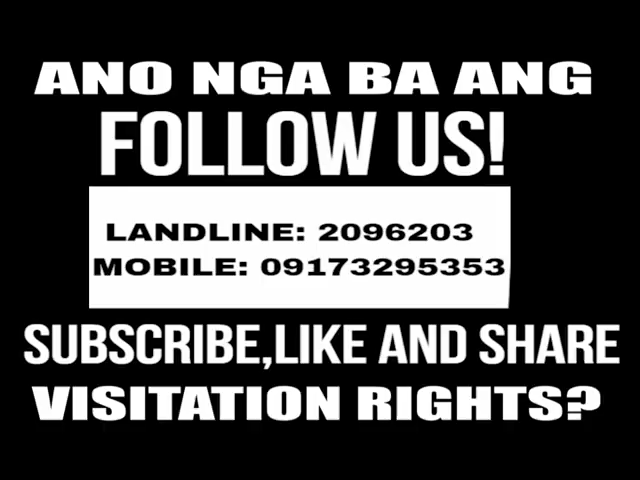 ANO NGA BA ANG
FOLLOW US!
LANDLINE: 2096203
MOBILE: 09173295353
SUBSCRIBE,LIKE AND SHARE
VISITATION RIGHTS?